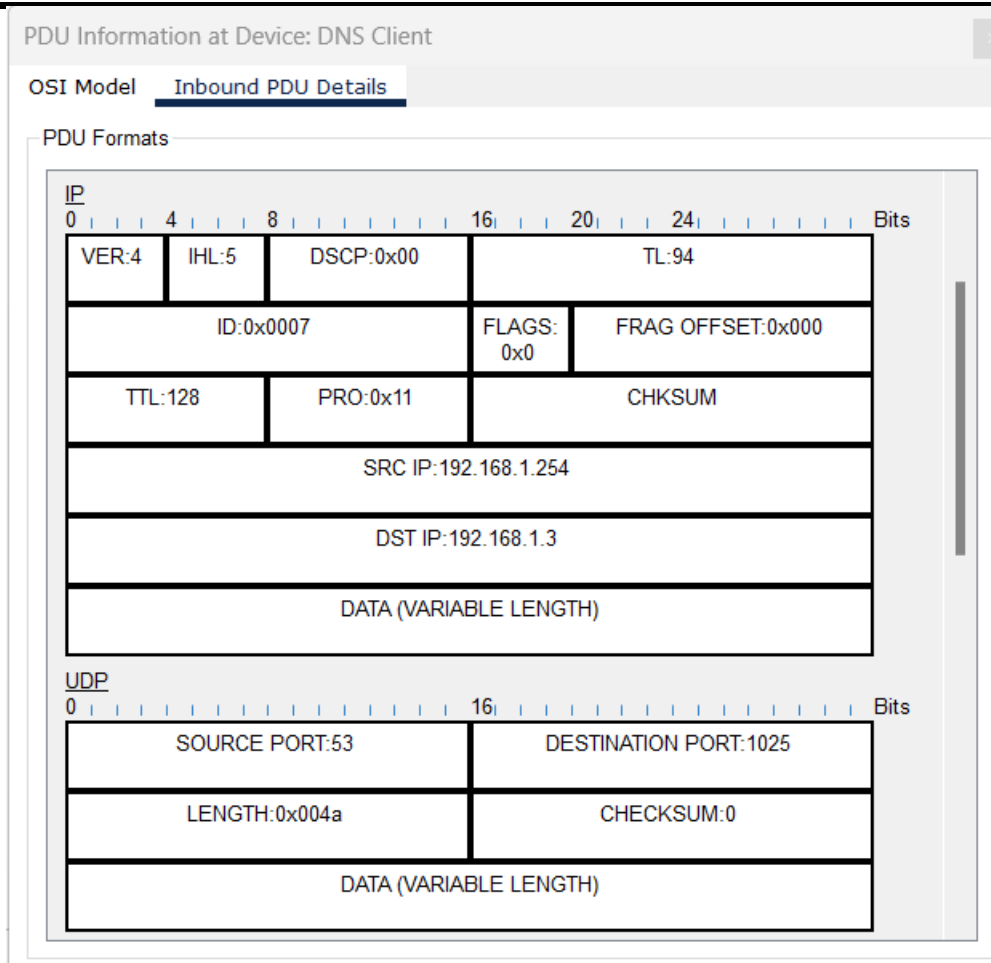 PDU Information at Device: DNS Client
OSI Model Inbound PDU Details
PDU Formats
IP
0 4 8 16 20 24 Bits
VER:4 IHL:5 DSCP:0x00 TL:94
ID:0x0007 FLAGS: FRAG OFFSET:0x000
0x0
TTL:128 PRO:0x11 CHKSUM
SRC IP:192.168.1.254
DST IP:192.168.1.3
DATA (VARIABLE LENGTH)
UDP
0 16 Bits
SOURCE PORT:53 DESTINATION PORT:1025
LENGTH:0x004a CHECKSUM:0
DATA (VARIABLE LENGTH)